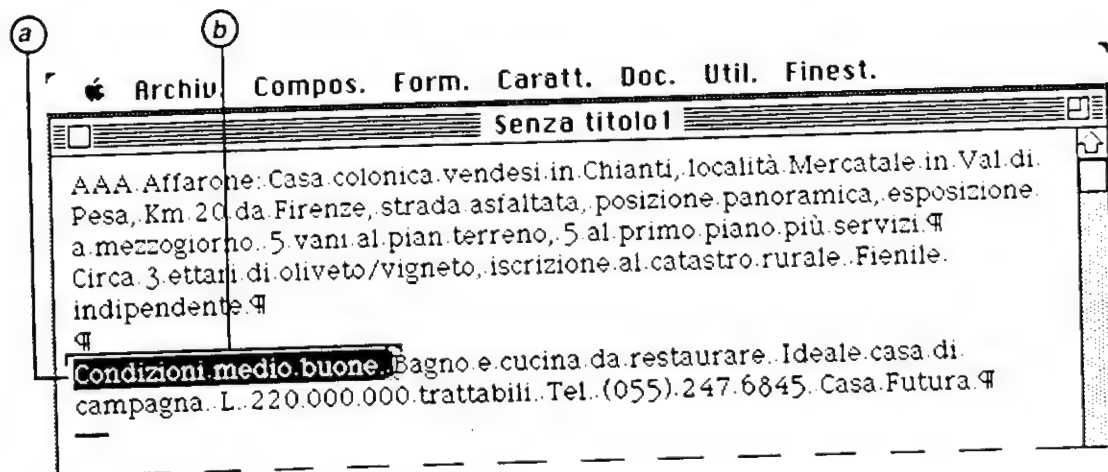 a b
Archiv. Compos. Form. Caratt. Doc. Util. Finest.
Senza titolo1
AAA Affarone: Casa colonica vendesi in Chianti, località Mercatale in Val di
Pesa, Km 20 da Firenze, strada asfaltata, posizione panoramica, esposizione
a mezzogiorno. 5 vani al pian terreno, 5 al primo piano più servizi.¶
Circa 3 ettari di oliveto/vigneto, iscrizione al catastro rurale. Fienile
indipendente.¶
¶
Condizioni medio buone. Bagno e cucina da restaurare. Ideale casa di
campagna. L. 220.000.000 trattabili. Tel. (055) 247.6845. Casa Futura.¶